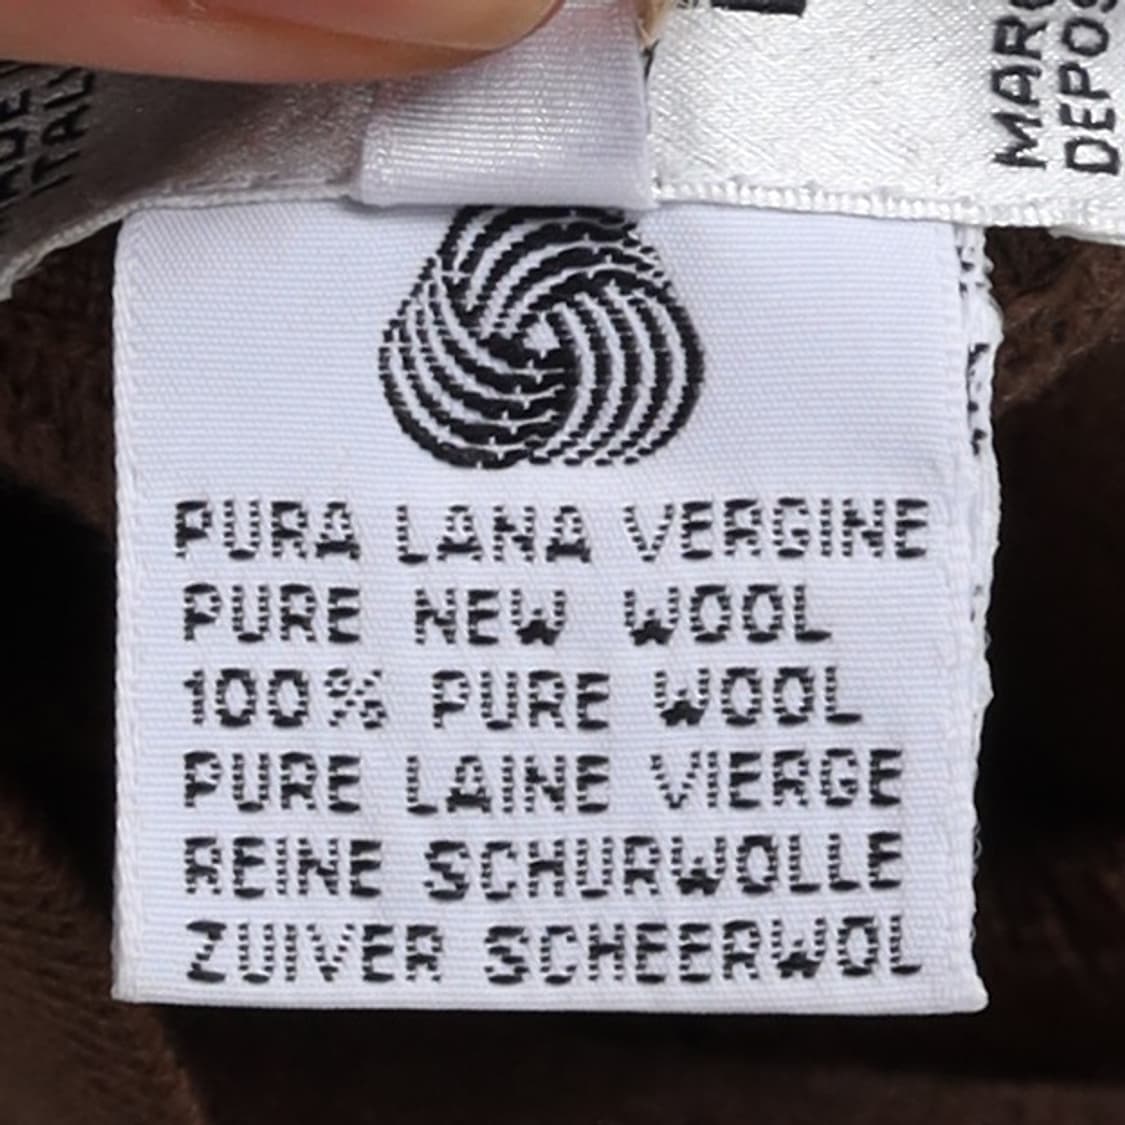 PURA LANA VERGINE
PURE NEW WOOL
100% PURE WOOL
PURE LAINE VIERGE
REINE SCHURWOLLE
ZUIVER SCHEERWOL